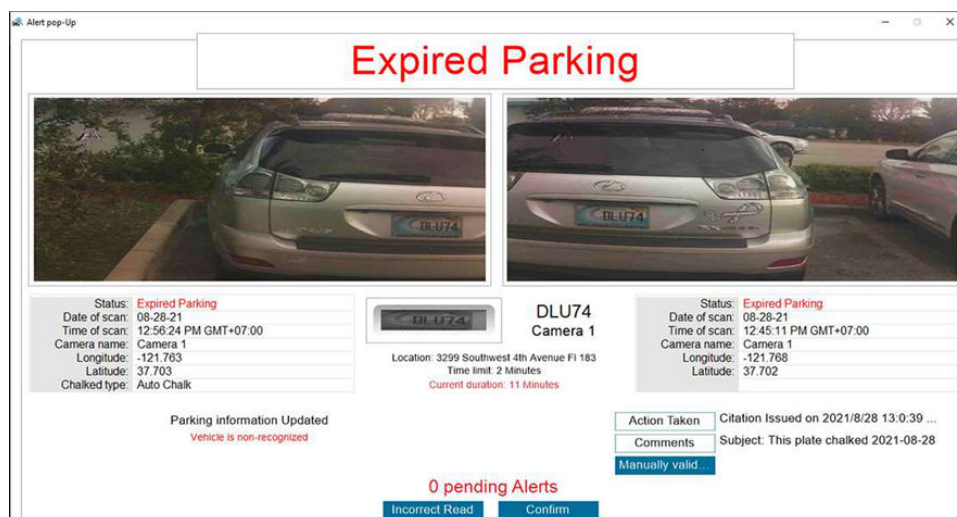 Alert pop-Up
Expired Parking
DLU74
DLU74
Status: Expired Parking
Date of scan: 08-28-21
Time of scan: 12:56:24 PM GMT+07:00
Camera name: Camera 1
Longitude: -121.763
Latitude: 37.703
Chalked type: Auto Chalk
DLU74
DLU74
Camera 1
Location: 3299 Southwest 4th Avenue Fl 183
Time limit: 2 Minutes
Current duration: 11 Minutes
Status: Expired Parking
Date of scan: 08-28-21
Time of scan: 12:45:11 PM GMT+07:00
Camera name: Camera 1
Longitude: -121.768
Latitude: 37.702
Parking information Updated
Vehicle is non-recognized
Action Taken Citation Issued on 2021/8/28 13:0:39 ...
Comments Subject: This plate chalked 2021-08-28
Manually valid...
0 pending Alerts
Incorrect Read Confirm